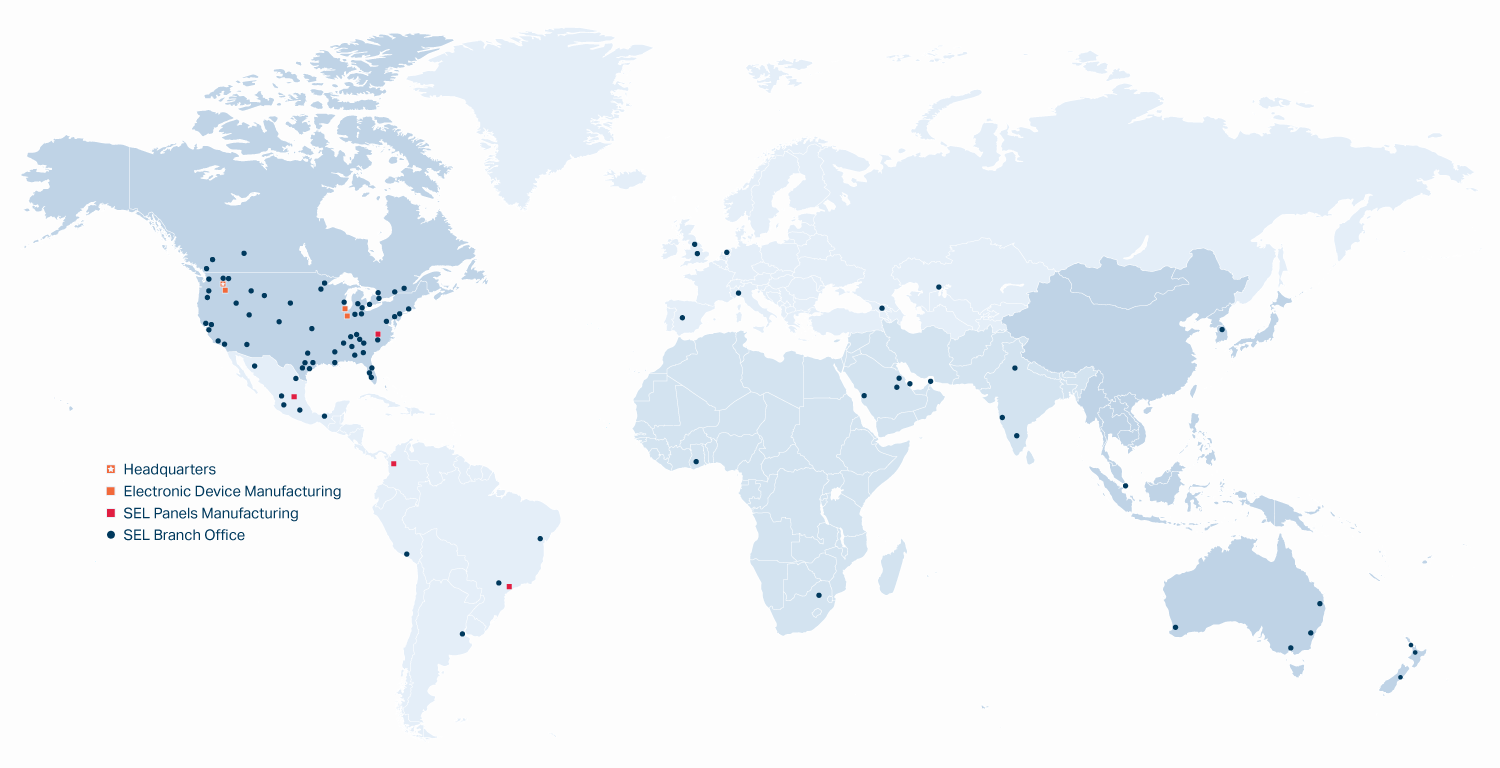 Headquarters
Electronic Device Manufacturing
SEL Panels Manufacturing
SEL Branch Office